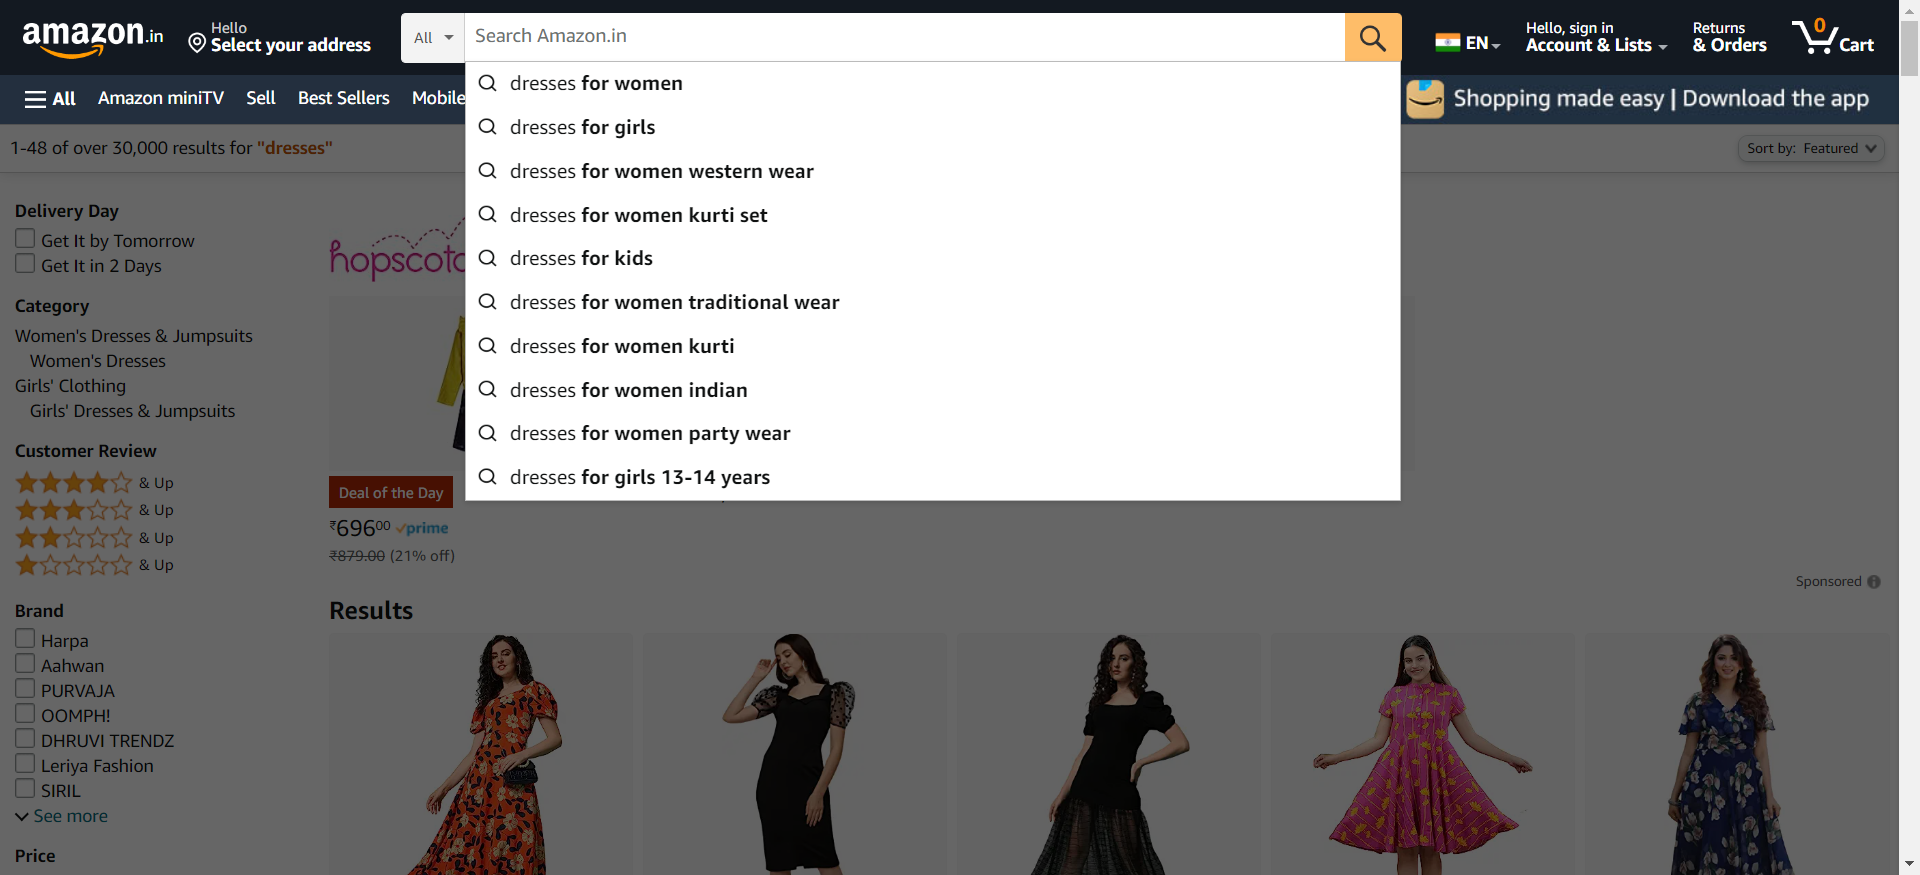 amazon.in
Hello
Select your address
All
Search Amazon.in
EN
Hello, sign in
Account & Lists
Returns
& Orders
0
Cart
All
Amazon miniTV
Sell
Best Sellers
Mobile
Shopping made easy | Download the app
dresses for women
dresses for girls
dresses for women western wear
dresses for women kurti set
dresses for kids
dresses for women traditional wear
dresses for women kurti
dresses for women indian
dresses for women party wear
dresses for girls 13-14 years
1-48 of over 30,000 results for "dresses"
Sort by: Featured
Delivery Day
Get It by Tomorrow
Get It in 2 Days
Category
Women's Dresses & Jumpsuits
Women's Dresses
Girls' Clothing
Girls' Dresses & Jumpsuits
Customer Review
& Up
& Up
& Up
& Up
Brand
Harpa
Aahwan
PURVAJA
OOMPH!
DHRUVI TRENDZ
Leriya Fashion
SIRIL
See more
Price
hopscotc
Deal of the Day
₹69600 prime
₹879.00 (21% off)
Sponsored
Results